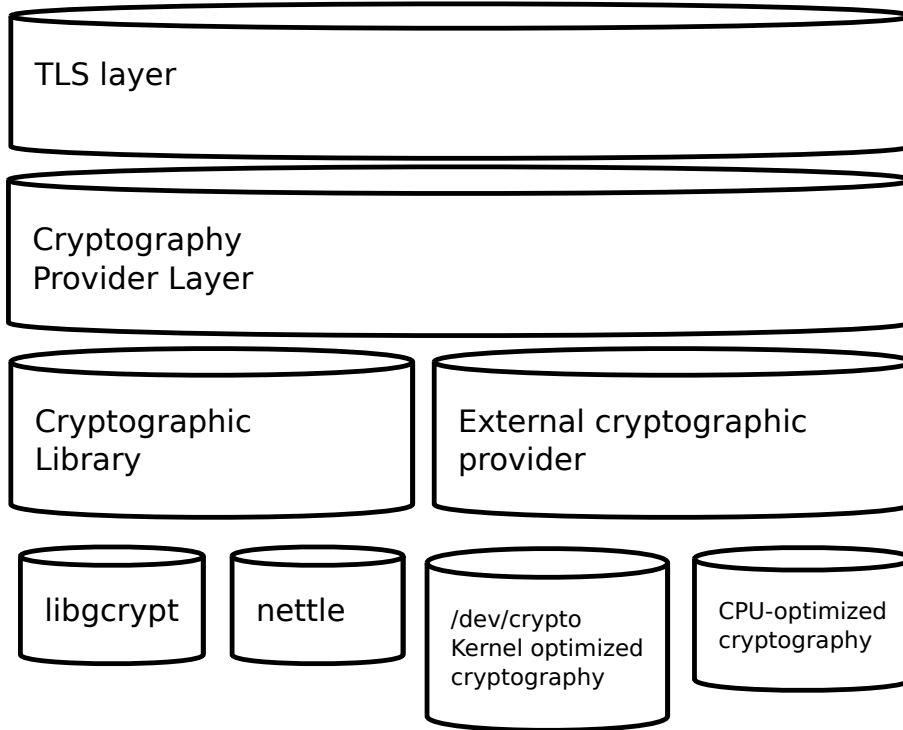 TLS layer
Cryptography
Provider Layer
Cryptographic
Library
External cryptographic
provider
libgcrypt
nettle
/dev/crypto
Kernel optimized
cryptography
CPU-optimized
cryptography